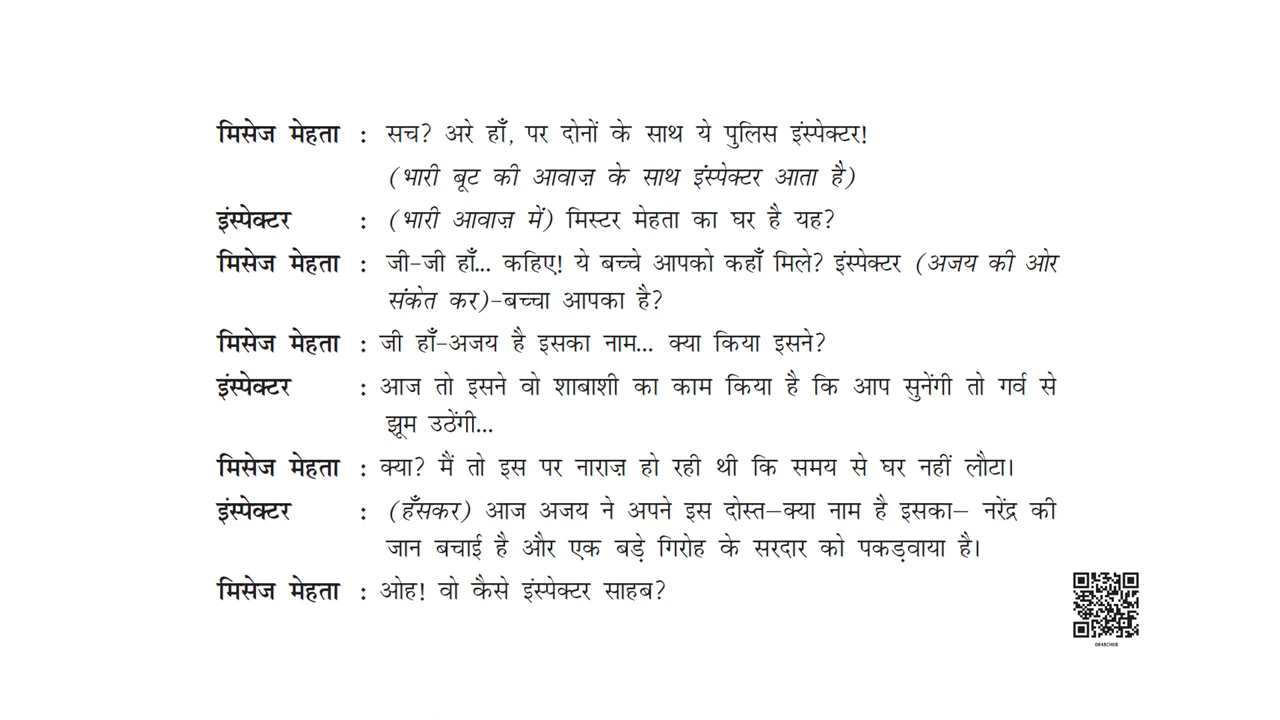 मिसेज मेहता : सच? अरे हाँ, पर दोनों के साथ ये पुलिस इंस्पेक्टर!
(भारी बूट की आवाज़ के साथ इंस्पेक्टर आता है)
इंस्पेक्टर : (भारी आवाज़ में) मिस्टर मेहता का घर है यह?
मिसेज मेहता : जी-जी हाँ... कहिए! ये बच्चे आपको कहाँ मिले? इंस्पेक्टर (अजय की ओर
संकेत कर)-बच्चा आपका है?
मिसेज मेहता : जी हाँ-अजय है इसका नाम... क्या किया इसने?
इंस्पेक्टर : आज तो इसने वो शाबाशी का काम किया है कि आप सुनेंगी तो गर्व से
झूम उठेंगी...
मिसेज मेहता : क्या? मैं तो इस पर नाराज़ हो रही थी कि समय से घर नहीं लौटा।
इंस्पेक्टर : (हँसकर) आज अजय ने अपने इस दोस्त–क्या नाम है इसका– नरेंद्र की
जान बचाई है और एक बड़े गिरोह के सरदार को पकड़वाया है।
मिसेज मेहता : ओह! वो कैसे इंस्पेक्टर साहब?
0848CH08